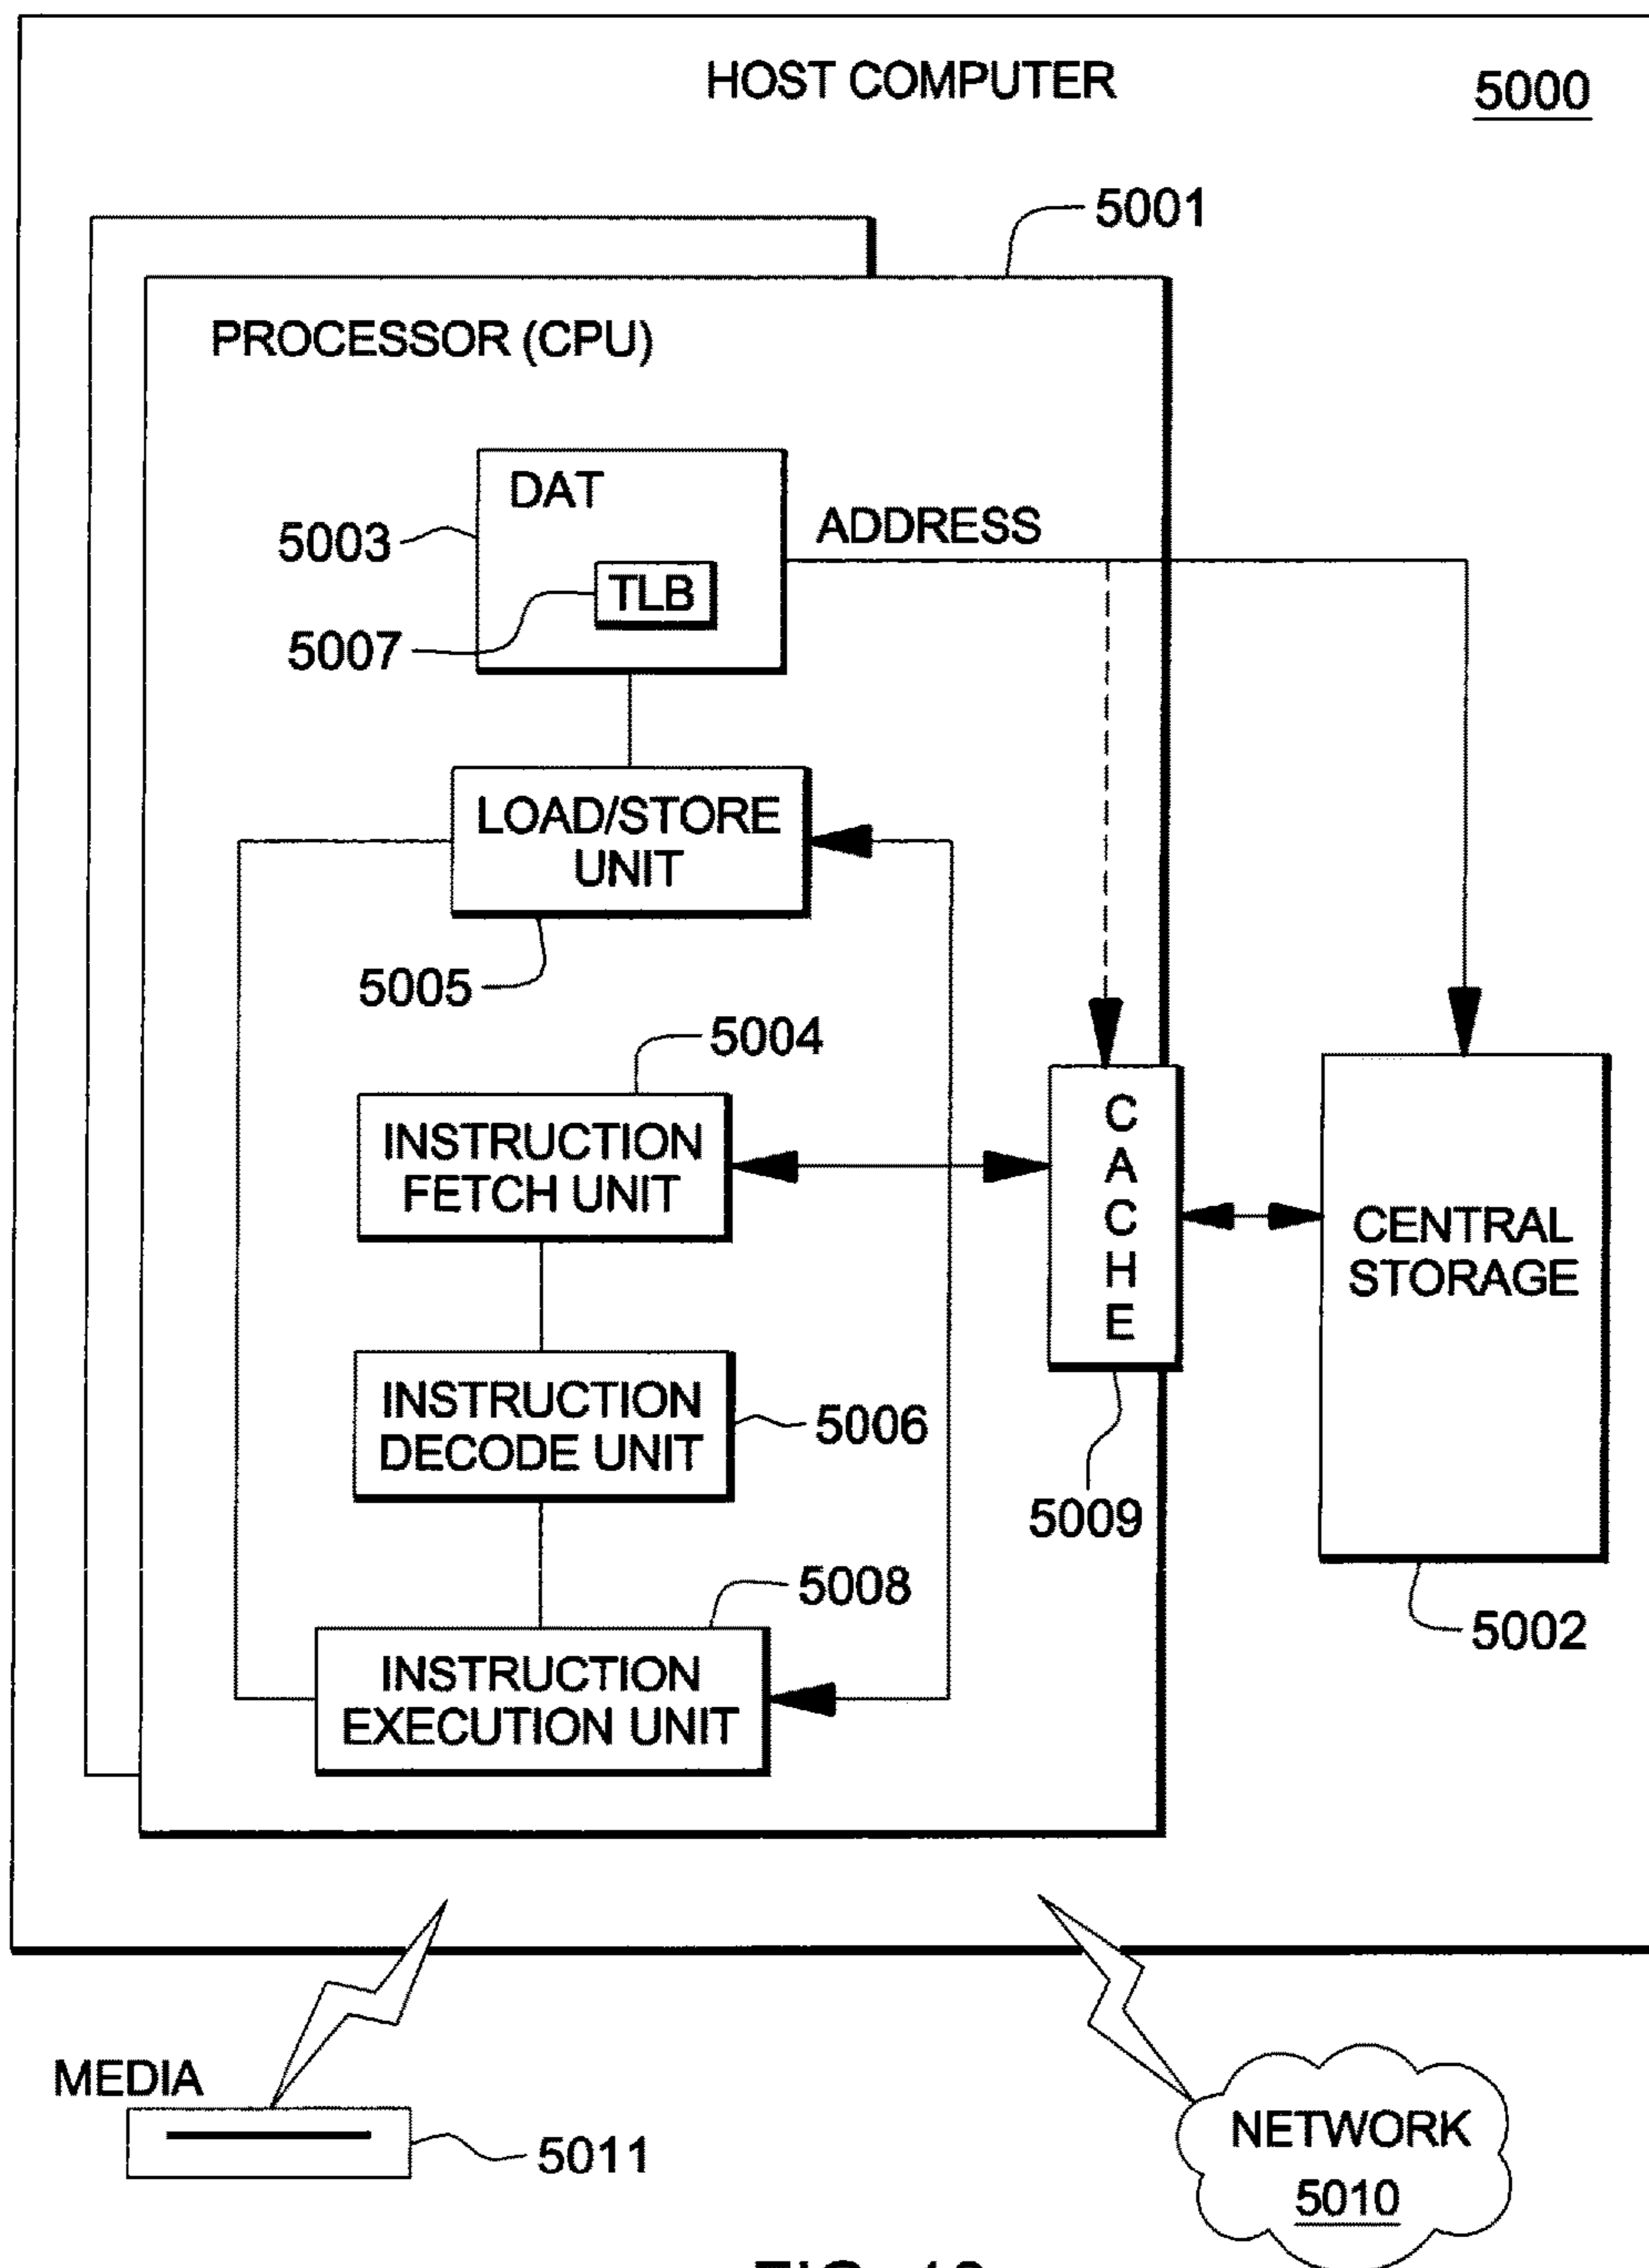 HOST COMPUTER
5000
5001
PROCESSOR (CPU)
DAT
ADDRESS
5003
TLB
5007
LOAD/STORE
UNIT
5005
5004
INSTRUCTION
FETCH UNIT
CACHE
CENTRAL
STORAGE
INSTRUCTION
DECODE UNIT
5006
5009
5008
5002
INSTRUCTION
EXECUTION UNIT
MEDIA
5011
NETWORK
5010